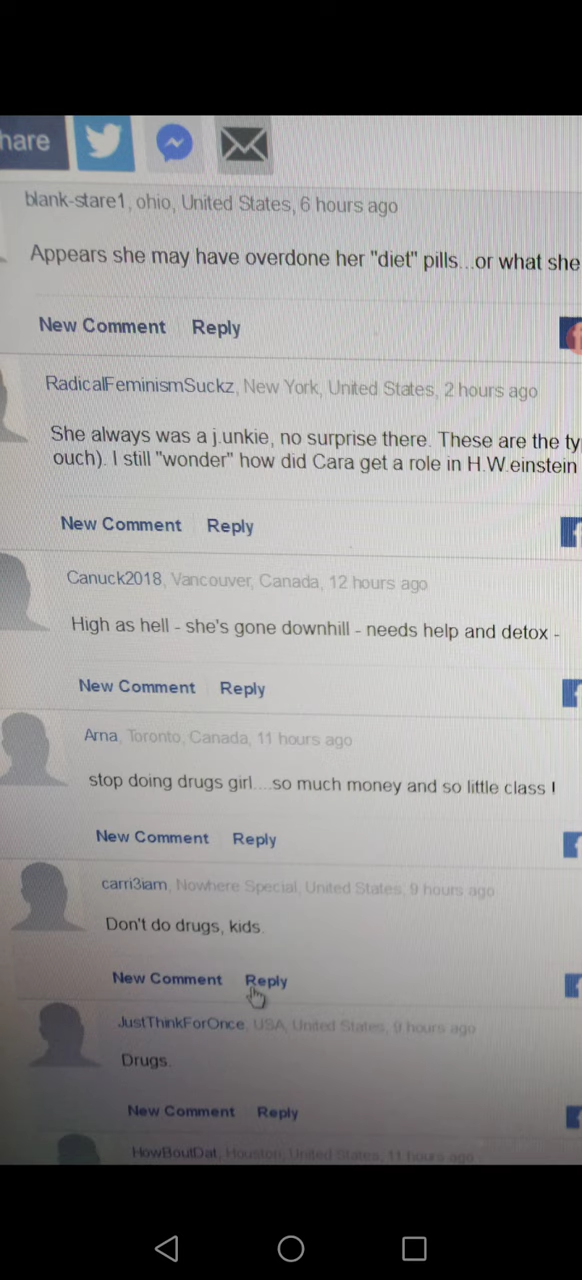 hare
blank-stare1, ohio, United States, 6 hours ago
Appears she may have overdone her "diet" pills...or what she
New Comment Reply
RadicalFeminismSuckz, New York, United States, 2 hours ago
She always was a j.unkie, no surprise there. These are the ty
ouch). I still "wonder" how did Cara get a role in H.W.einstein
New Comment Reply
Canuck2018, Vancouver, Canada, 12 hours ago
High as hell - she's gone downhill - needs help and detox -
New Comment Reply
Arna, Toronto, Canada, 11 hours ago
stop doing drugs girl....so much money and so little class !
New Comment Reply
carri3iam, Nowhere Special, United States, 9 hours ago
Don't do drugs, kids.
New Comment Reply
JustThinkForOnce, USA, United States, 9 hours ago
Drugs.
New Comment Reply
HowBoutDat, Houston, United States, 11 hours ago